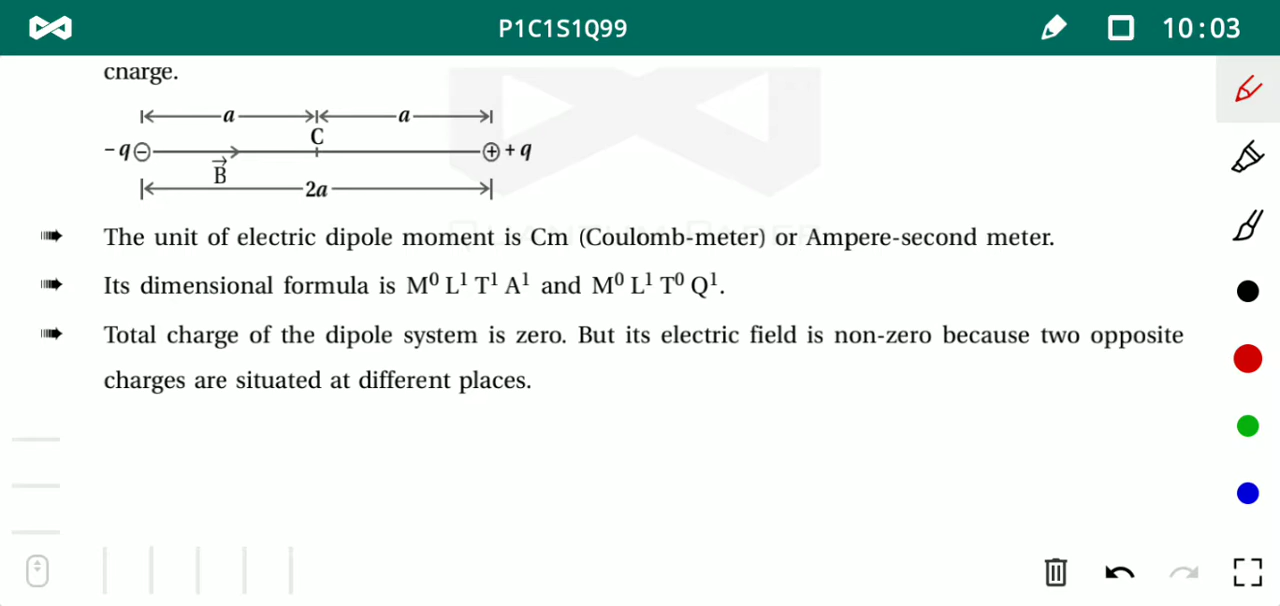 P1C1S1Q99
10:03
cnarge.
a a
C
−q⊖ ⊕+q
B⃗
2a
The unit of electric dipole moment is Cm (Coulomb-meter) or Ampere-second meter.
Its dimensional formula is M⁰ L¹ T¹ A¹ and M⁰ L¹ T⁰ Q¹.
Total charge of the dipole system is zero. But its electric field is non-zero because two opposite
charges are situated at different places.